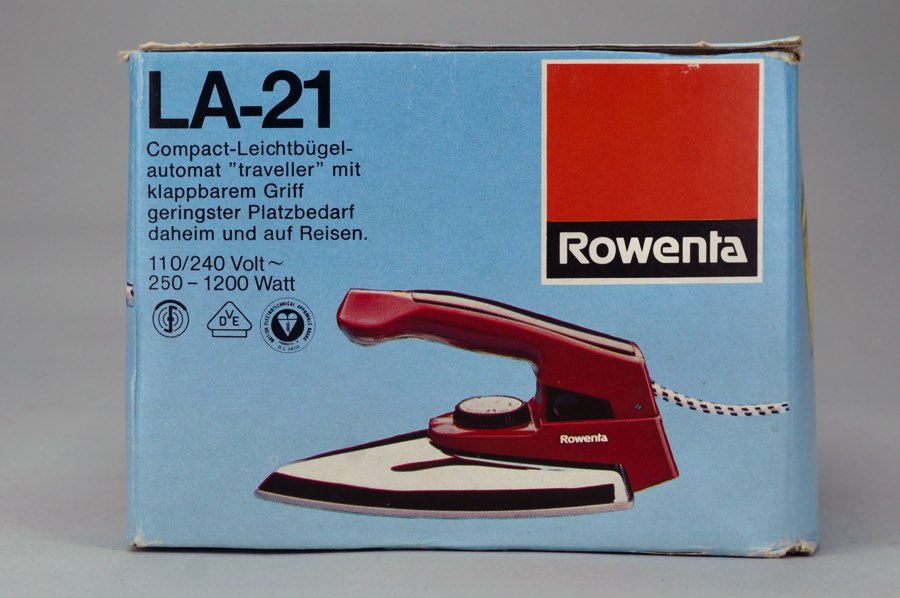 LA-21
Compact-Leichtbügel-
automat "traveller" mit
klappbarem Griff
geringster Platzbedarf
daheim und auf Reisen.
110/240 Volt ~
250 – 1200 Watt
DVE
Rowenta
Rowenta